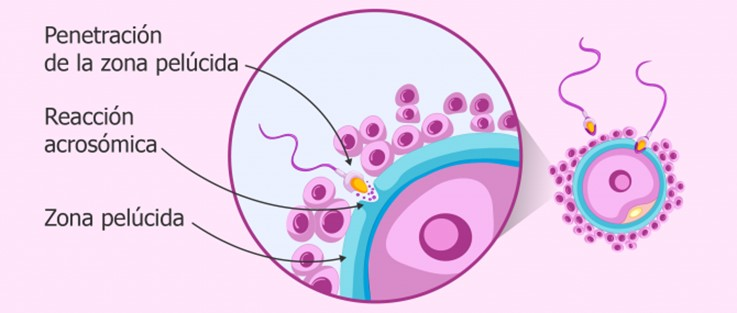 Penetración
de la zona pelúcida
Reacción
acrosómica
Zona pelúcida